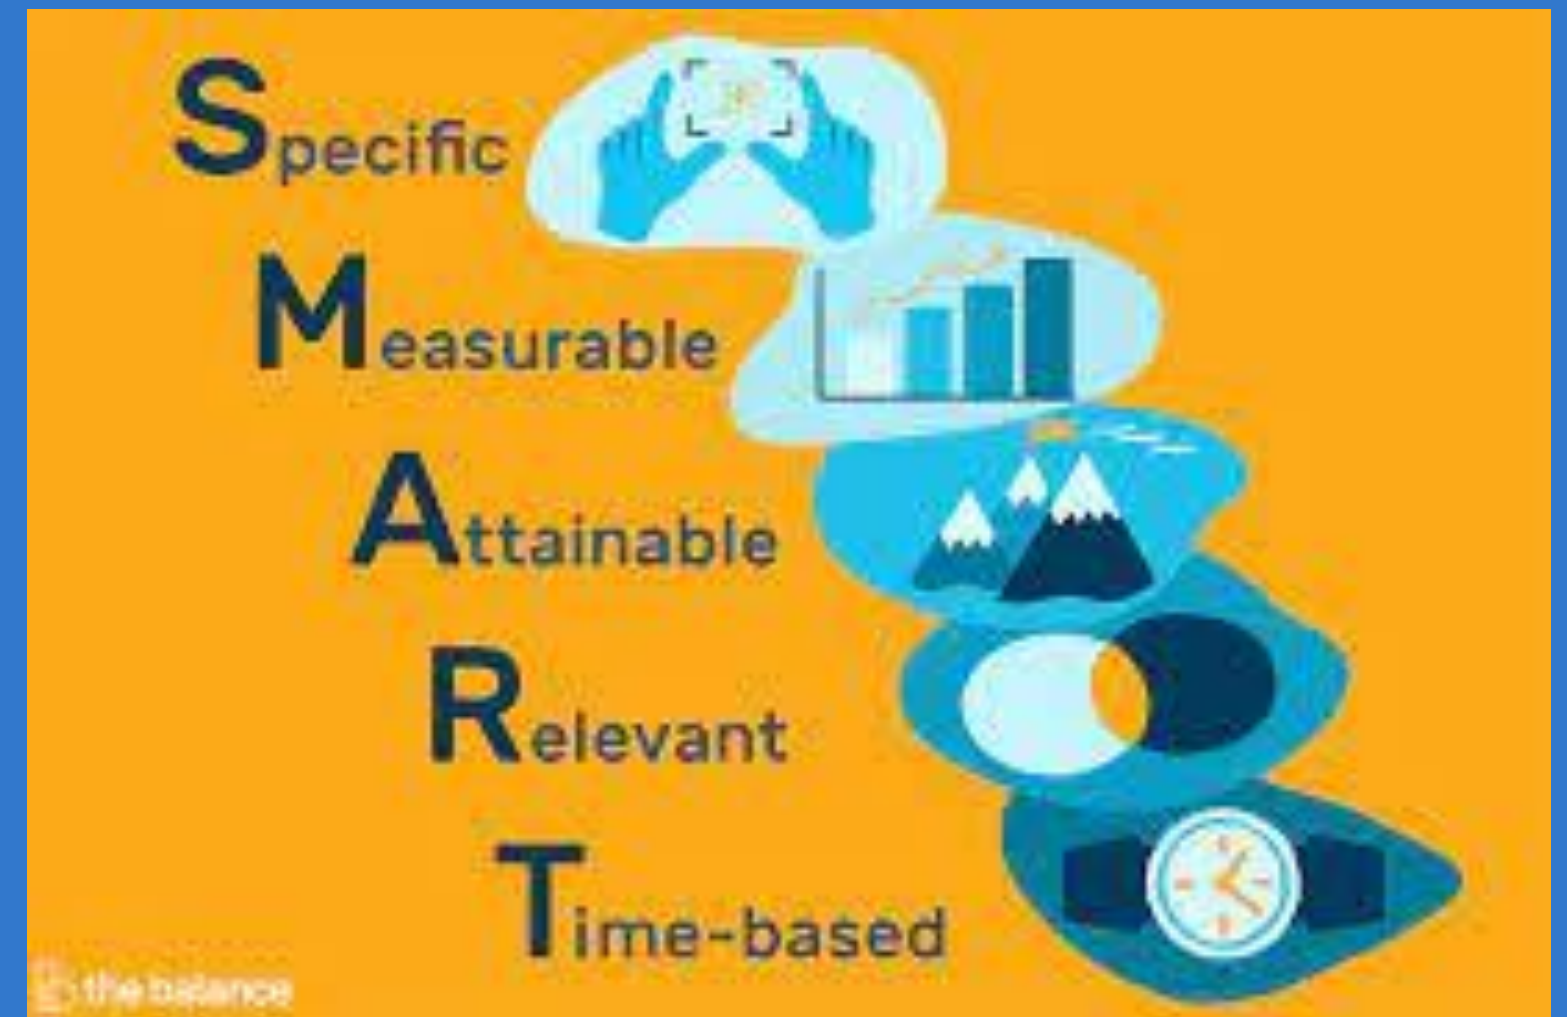 Specific
Measurable
Attainable
Relevant
Time-based
the balance